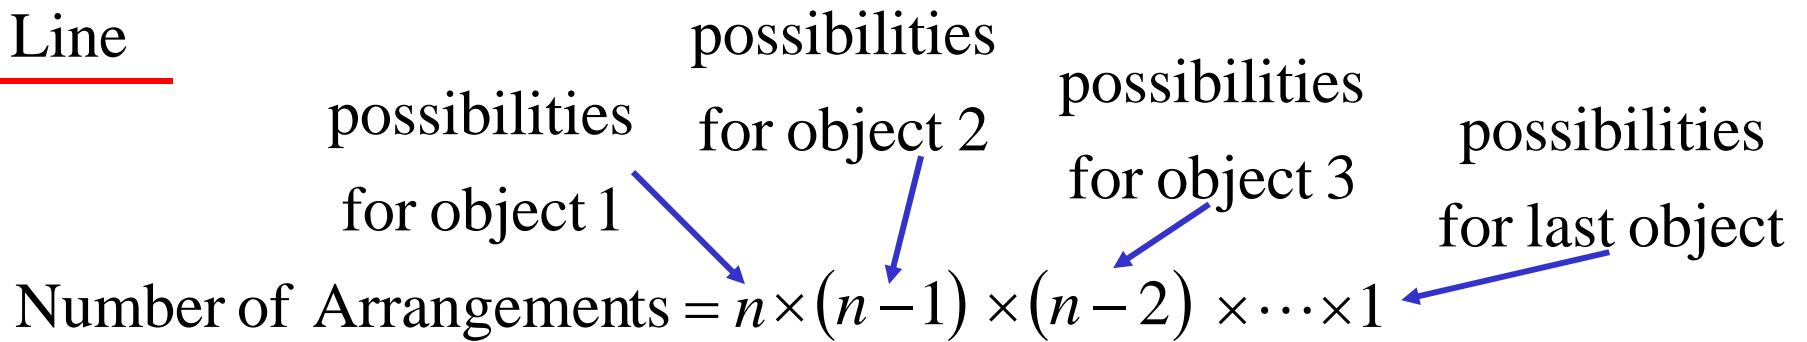 Line
possibilities
for object 1
possibilities
for object 2
possibilities
for object 3
possibilities
for last object
Number of Arrangements = n × (n − 1) × (n − 2) × ⋯ × 1